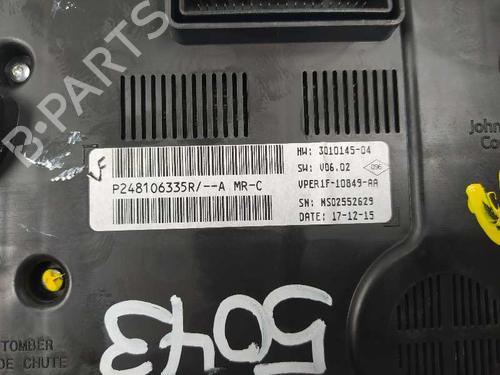 B-PARTS
John
Co
HW: 3010145-04
SW: V06.02
096
P248106335R/--A MR-C
VPER1F-10849-AA
SN: NS02552629
DATE: 17-12-15
5043
TOMBER
DE CHUTE